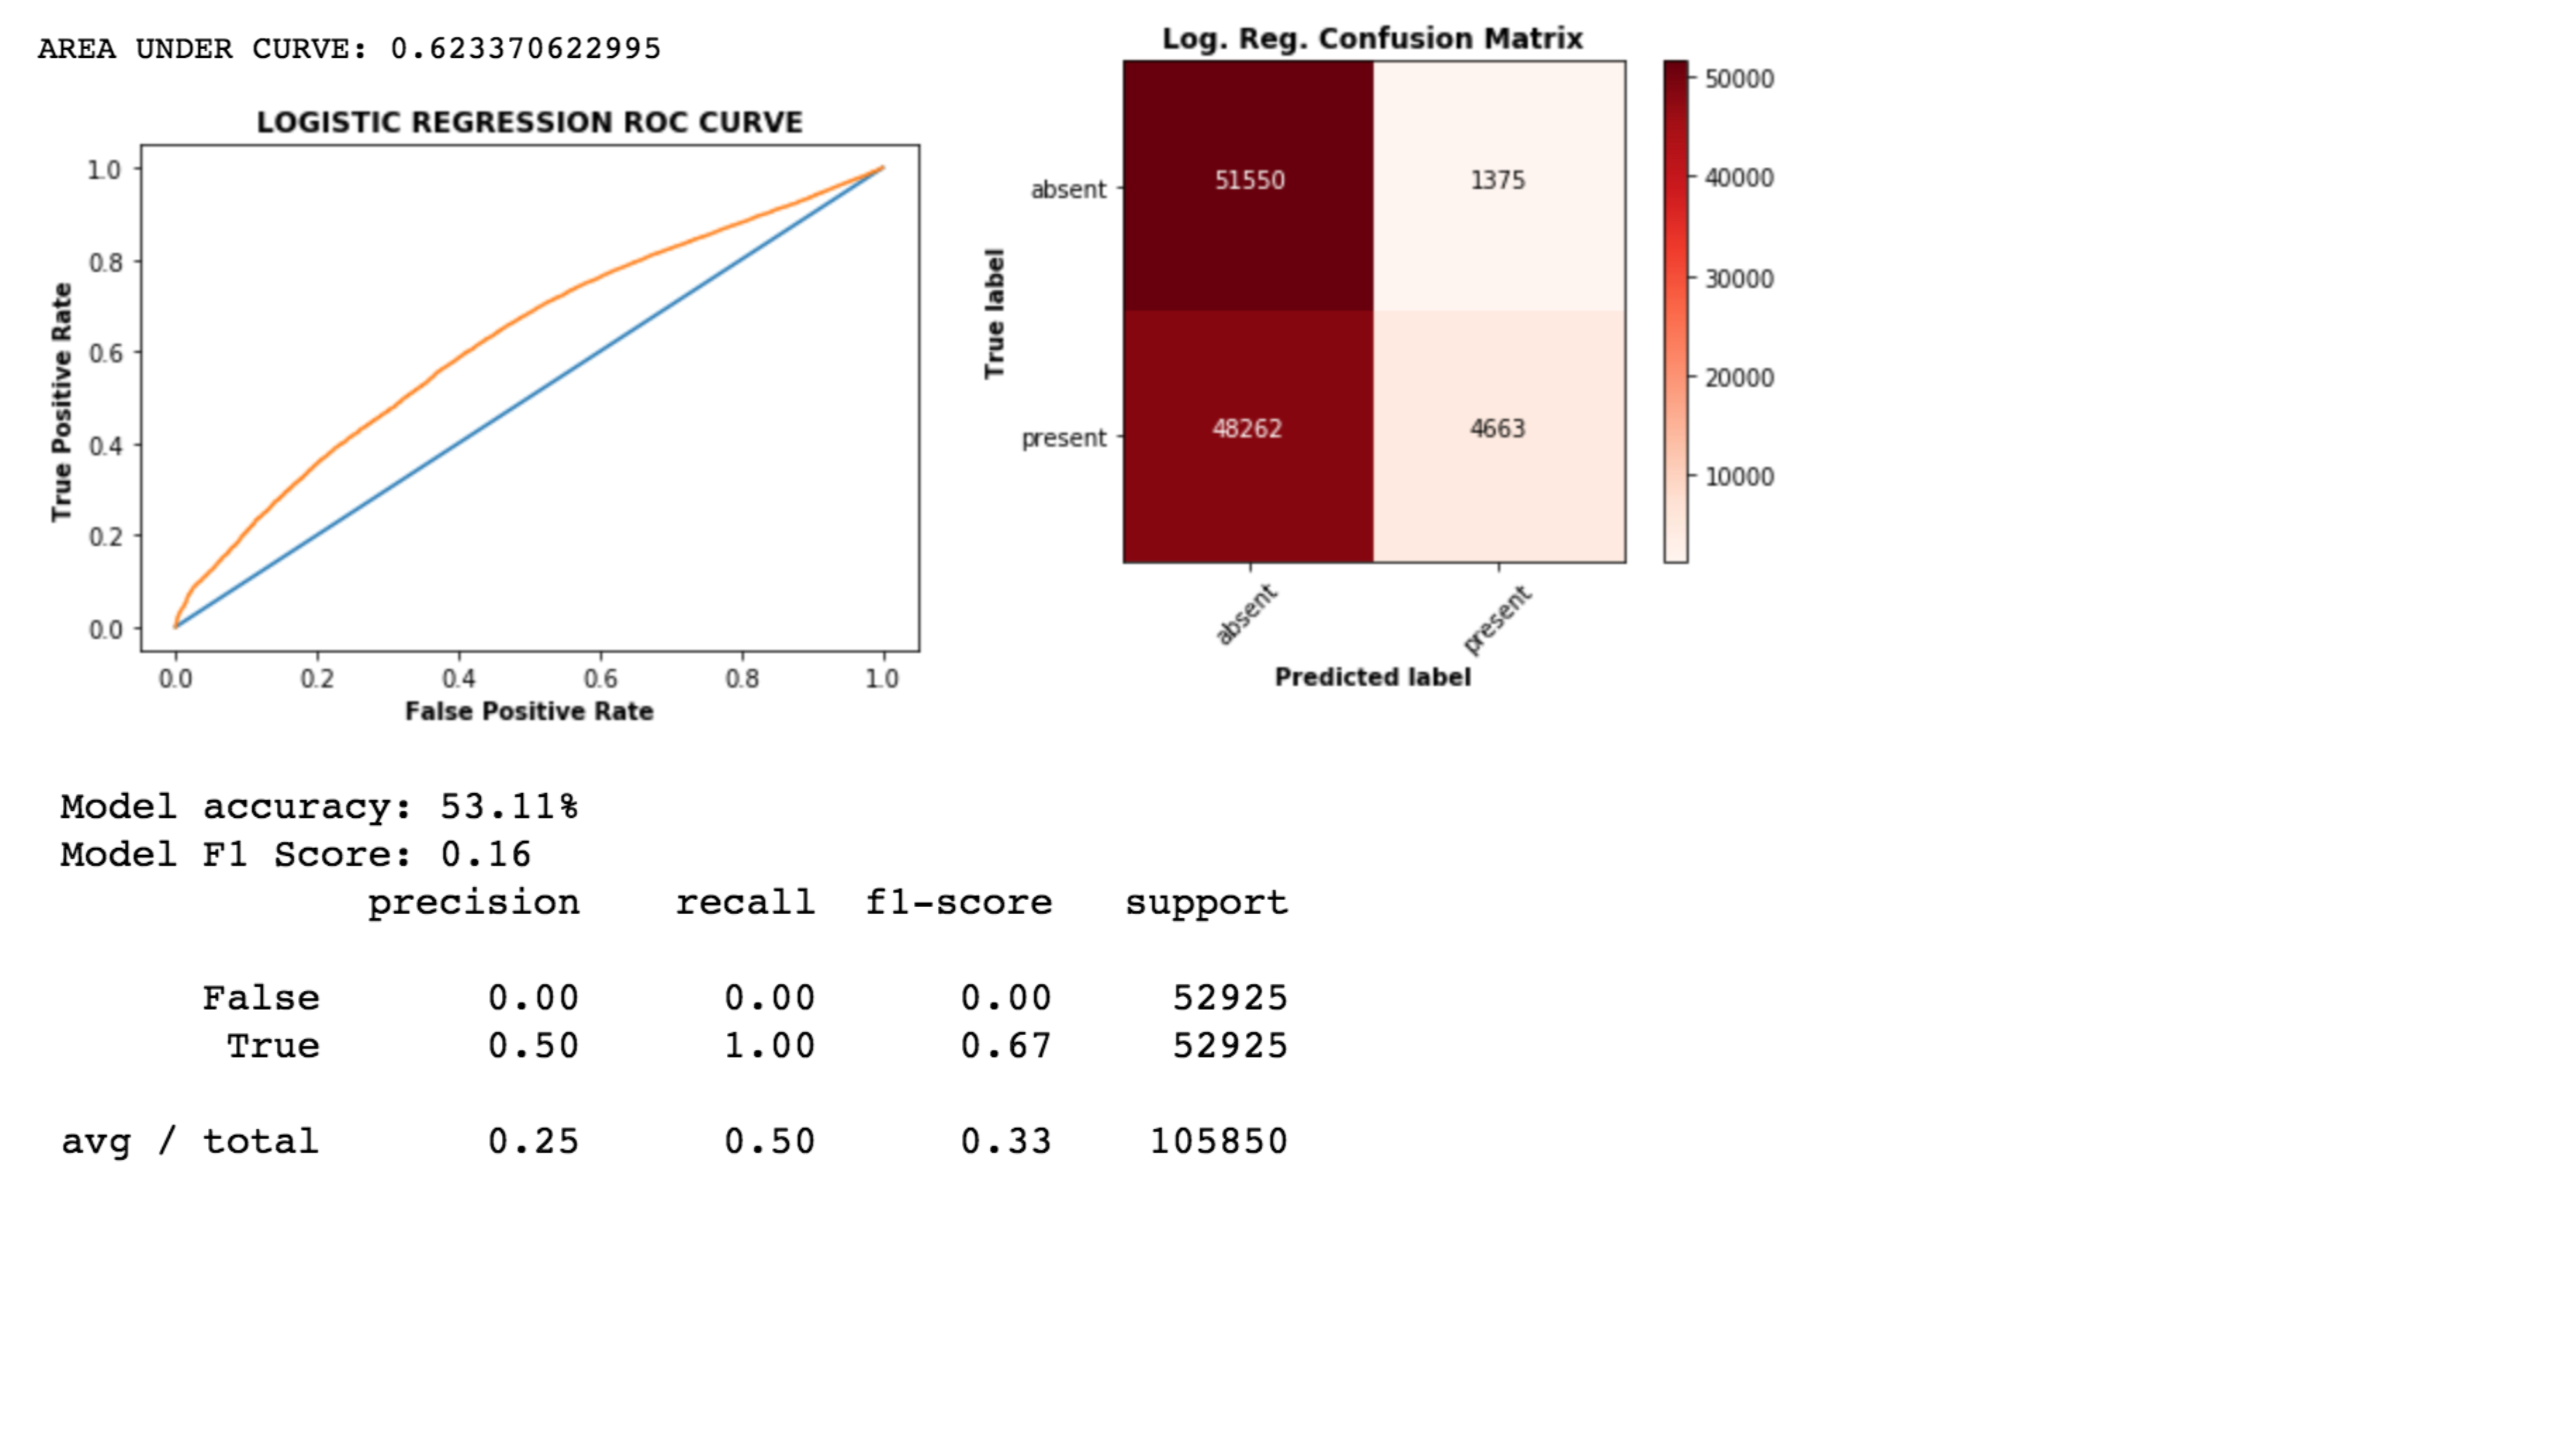 AREA UNDER CURVE: 0.623370622995
LOGISTIC REGRESSION ROC CURVE
1.0
0.8
0.6
0.4
0.2
0.0
True Positive Rate
0.0 0.2 0.4 0.6 0.8 1.0
False Positive Rate
Log. Reg. Confusion Matrix
True label
absent 51550 1375
present 48262 4663
absent present
Predicted label
50000
40000
30000
20000
10000
Model accuracy: 53.11%
Model F1 Score: 0.16
precision recall f1-score support
False 0.00 0.00 0.00 52925
True 0.50 1.00 0.67 52925
avg / total 0.25 0.50 0.33 105850